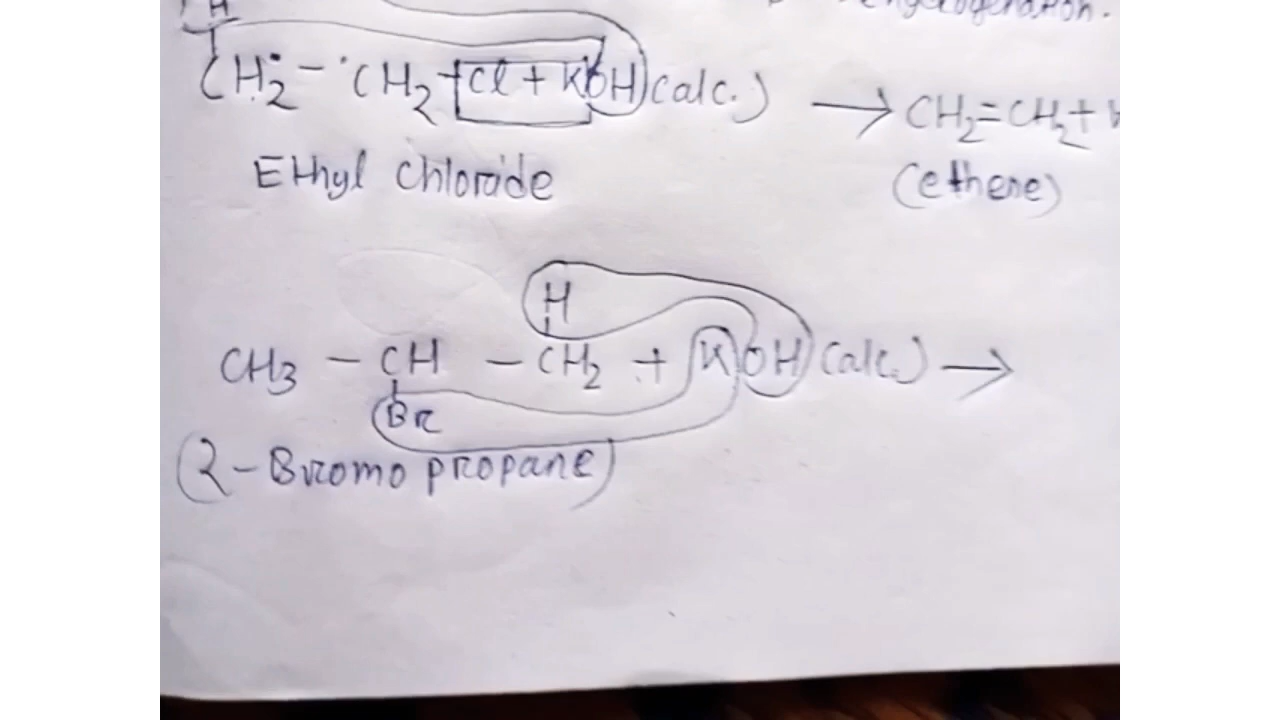 H
CH2 - CH2 - Cl + KOH (alc.) → CH2=CH2 +
Ethyl Chloride (ethene)
H
CH3 - CH - CH2 + KOH (alc.) →
Br
(2-Bromo propane)